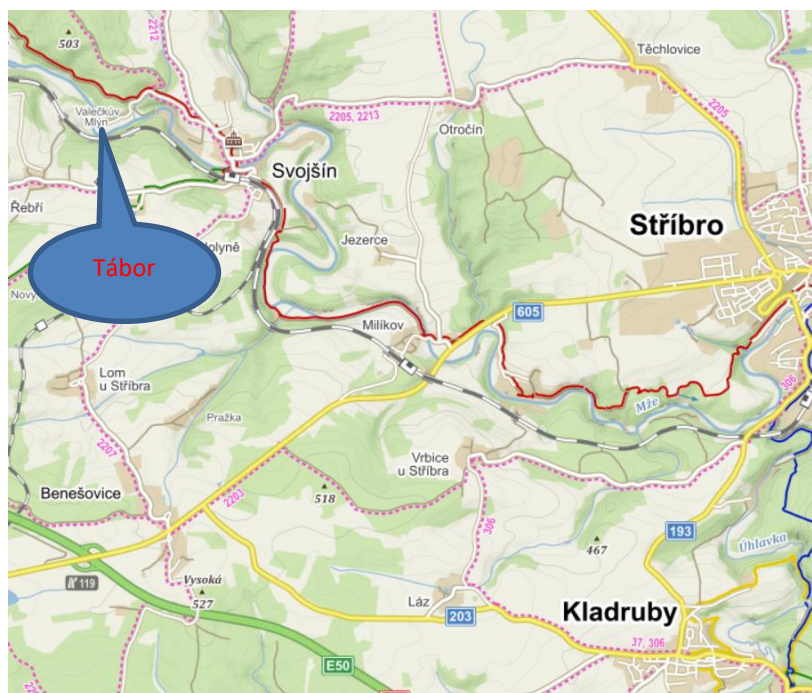 503
2212
Těchlovice
Valečkův
Mlýn
2205, 2213
2205
Otročín
Svojšín
Řebří
Stříbro
Jezerce
Tábor
605
Milíkov
306
Lom
u Stříbra
Mže
Pražka
2207
Vrbice
u Stříbra
Benešovice
518
2203
193
306
467
Úhlavka
119
Vysoká
527
Láz
203
Kladruby
37, 306
E50